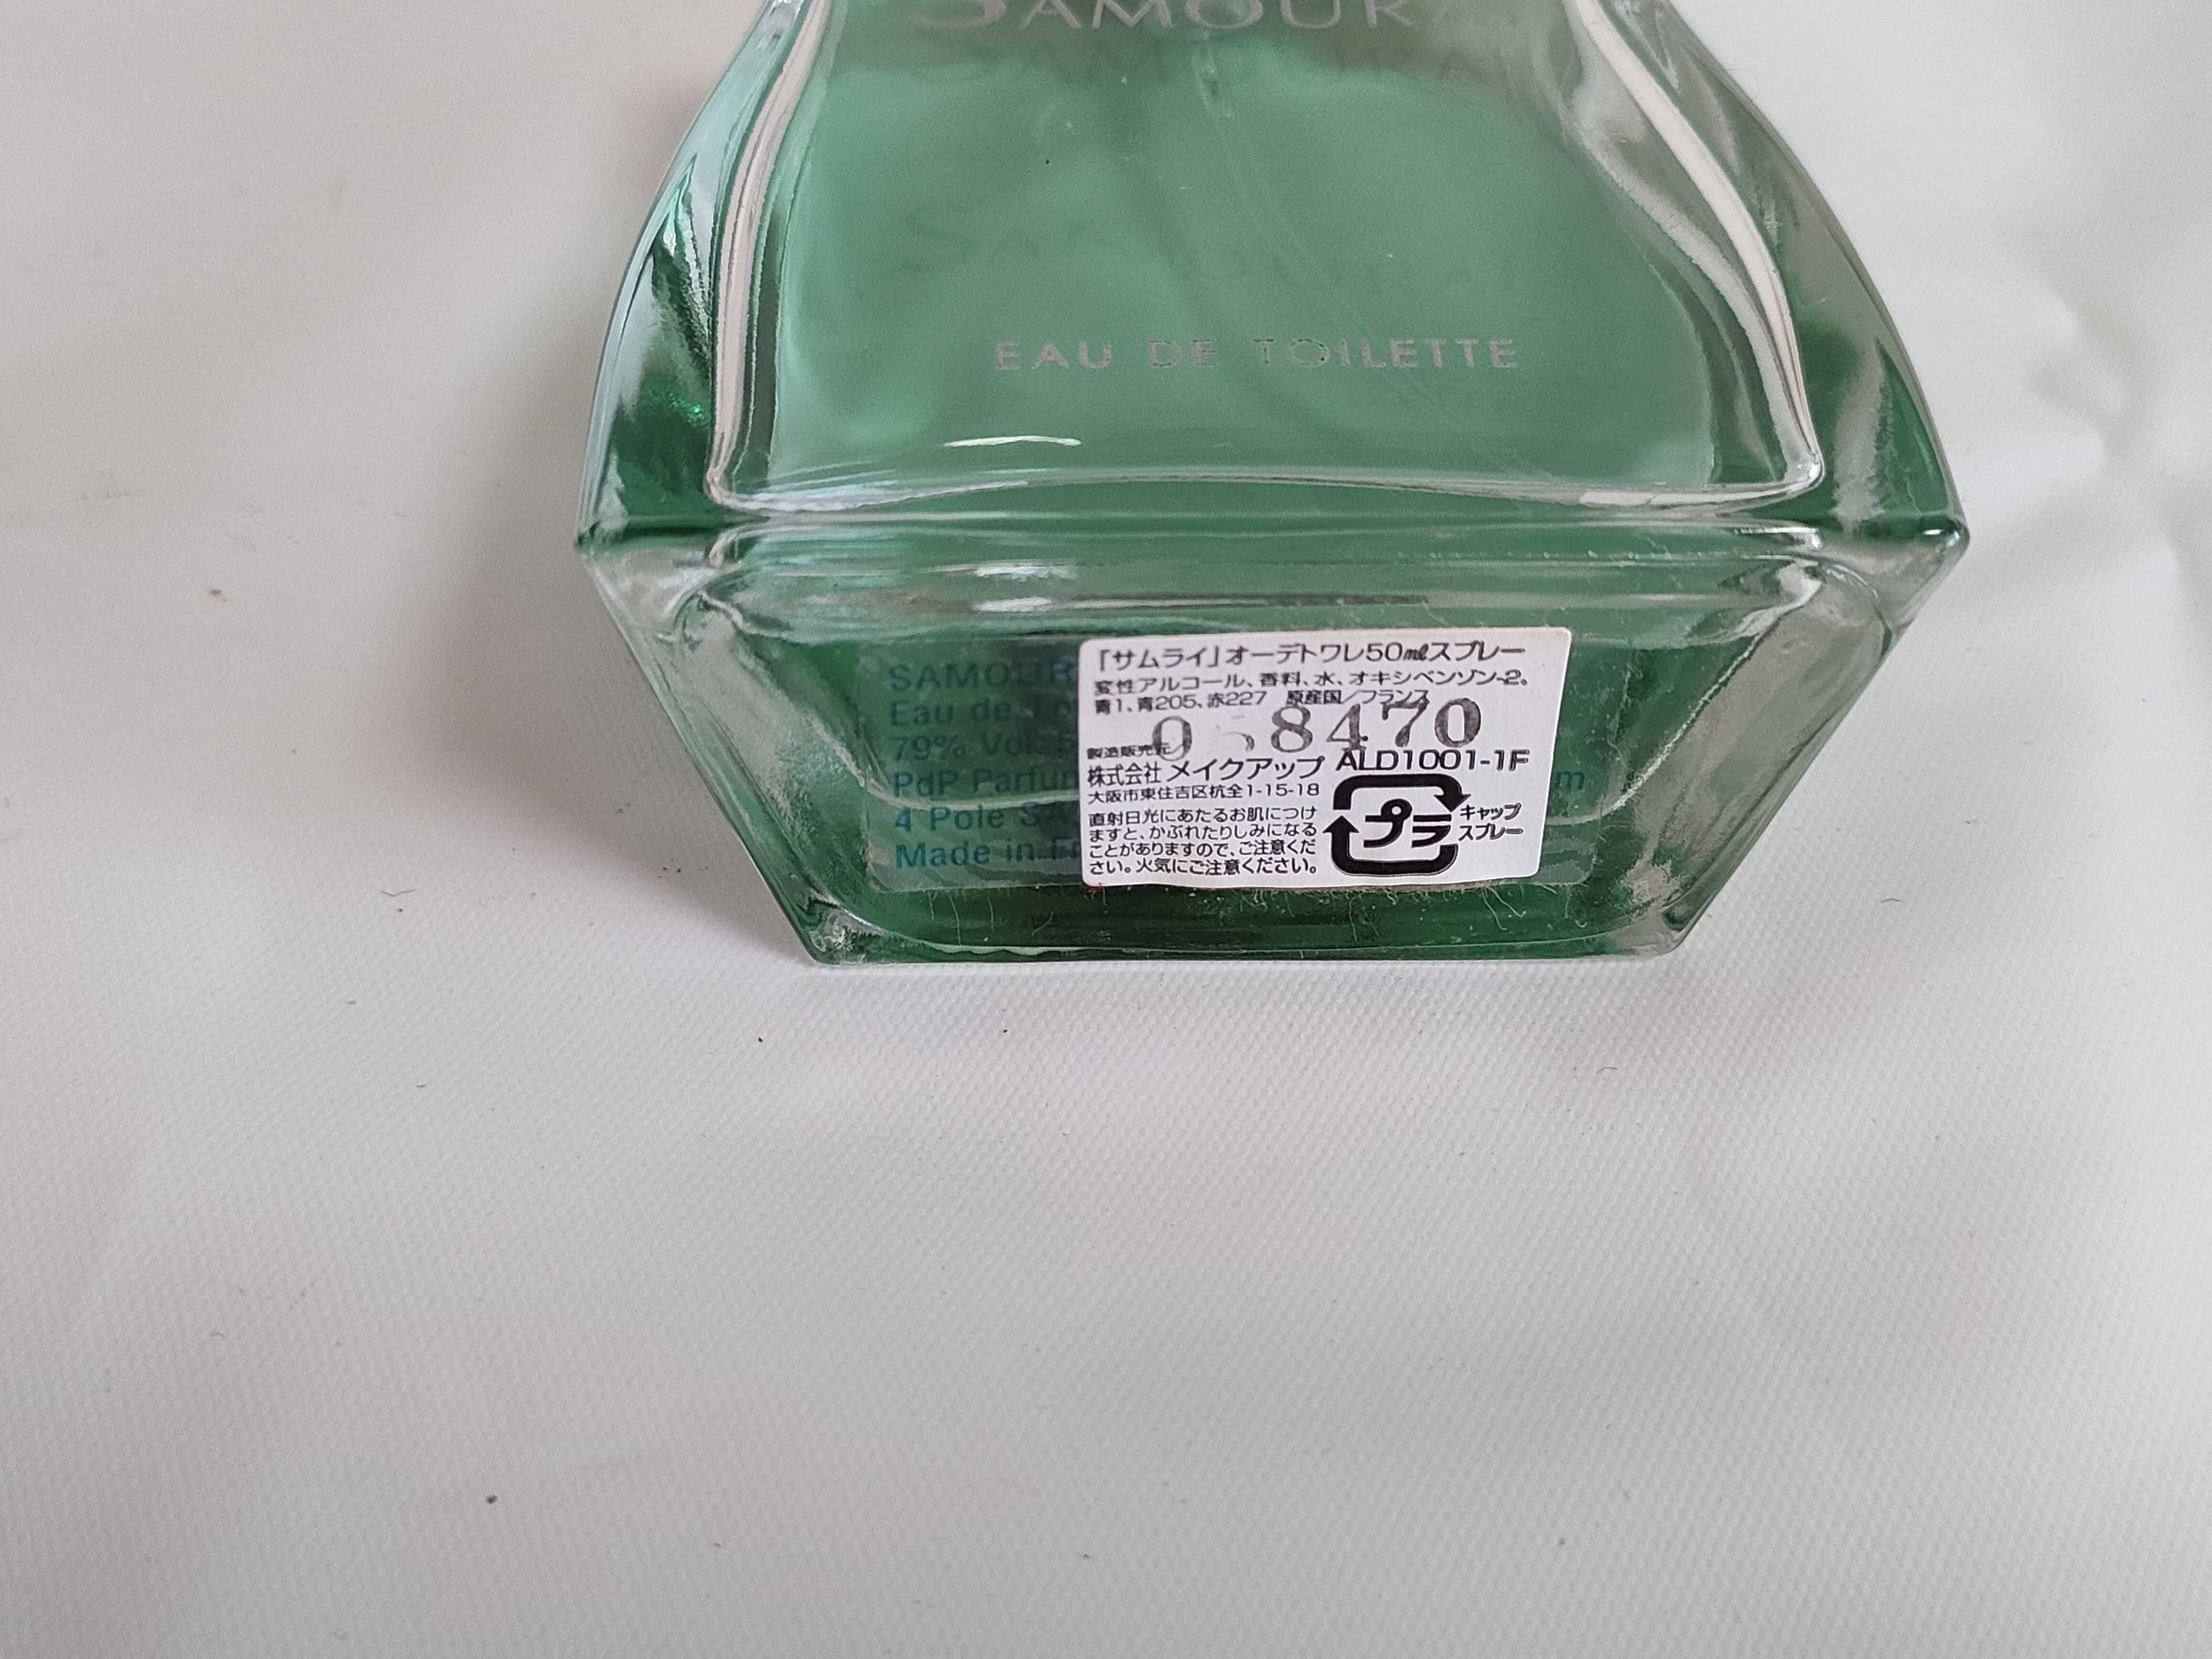 SAMOUR
EAU DE TOILETTE
SAMOUR
Eau de
79% Vol.
PdP Parfum
4 Pole SA
Made in Fr
「サムライ」オーデトワレ50㎖スプレー
変性アルコール、香料、水、オキシベンゾン-2、
青1、青205、赤227 原産国／フランス
8470
製造販売元
株式会社 メイクアップ ALD1001-1F
大阪市東住吉区杭全1-15-18
直射日光にあたるお肌につけ
ますと、かぶれたりしみになる
ことがありますので、ご注意くだ
さい。火気にご注意ください。
プラ
キャップ
スプレー